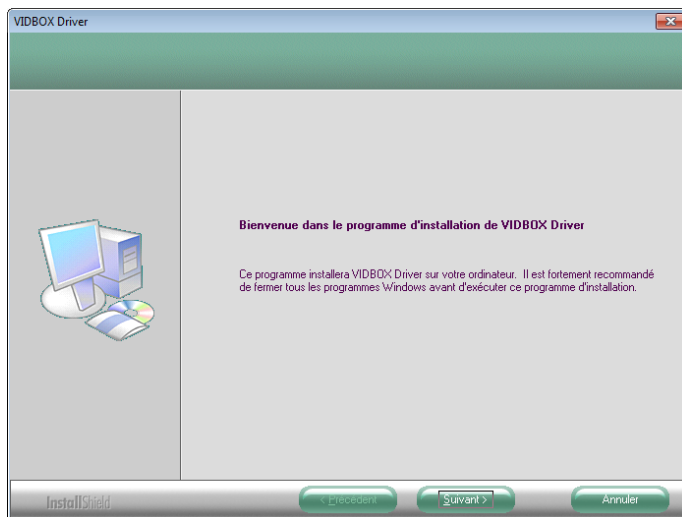 VIDBOX Driver
Bienvenue dans le programme d'installation de VIDBOX Driver
Ce programme installera VIDBOX Driver sur votre ordinateur. Il est fortement recommandé
de fermer tous les programmes Windows avant d'exécuter ce programme d'installation.
InstallShield
< Précédent
Suivant >
Annuler